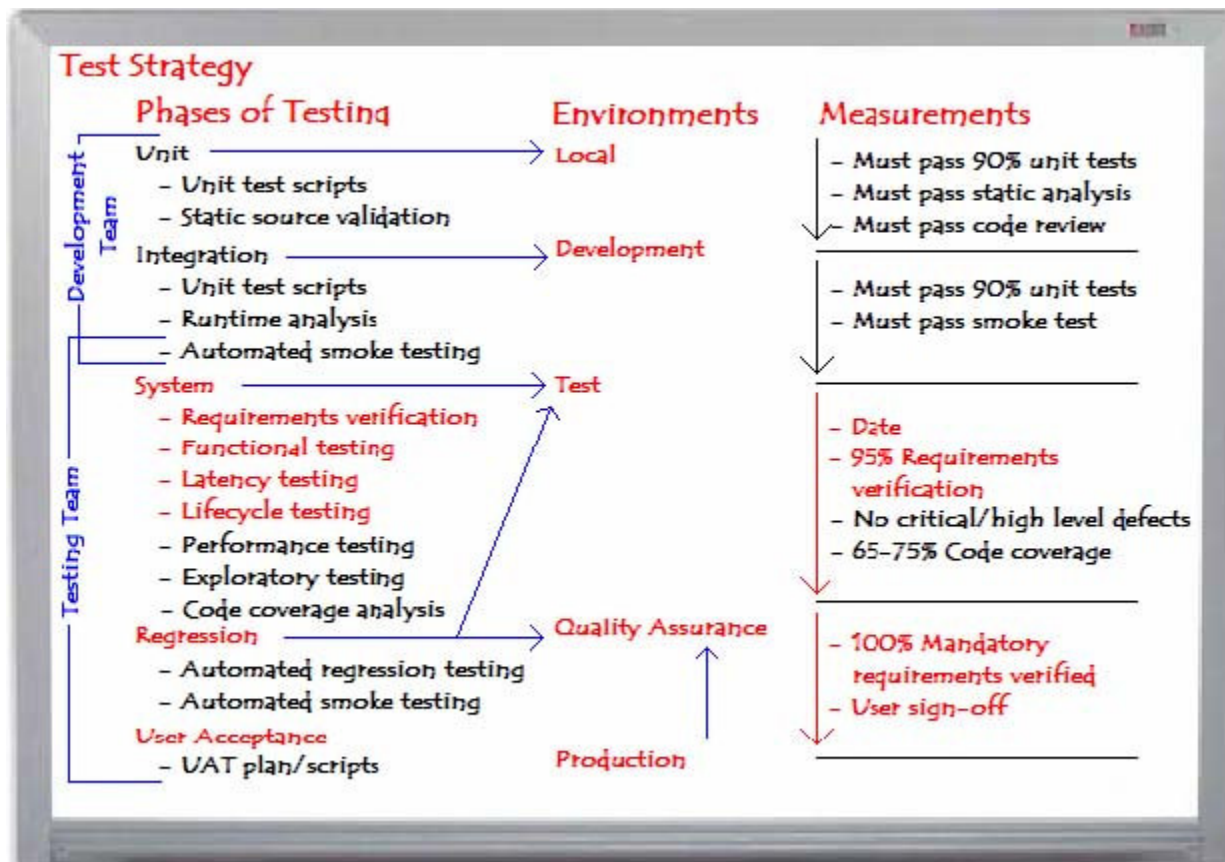 Test Strategy
Phases of Testing
Environments
Measurements
Development
Team
Testing Team
Unit
- Unit test scripts
- Static source validation
Integration
- Unit test scripts
- Runtime analysis
- Automated smoke testing
System
- Requirements verification
- Functional testing
- Latency testing
- Lifecycle testing
- Performance testing
- Exploratory testing
- Code coverage analysis
Regression
- Automated regression testing
- Automated smoke testing
User Acceptance
- UAT plan/scripts
Local
Development
Test
Quality Assurance
Production
- Must pass 90% unit tests
- Must pass static analysis
- Must pass code review
- Must pass 90% unit tests
- Must pass smoke test
- Date
- 95% Requirements
verification
- No critical/high level defects
- 65-75% Code coverage
- 100% Mandatory
requirements verified
- User sign-off